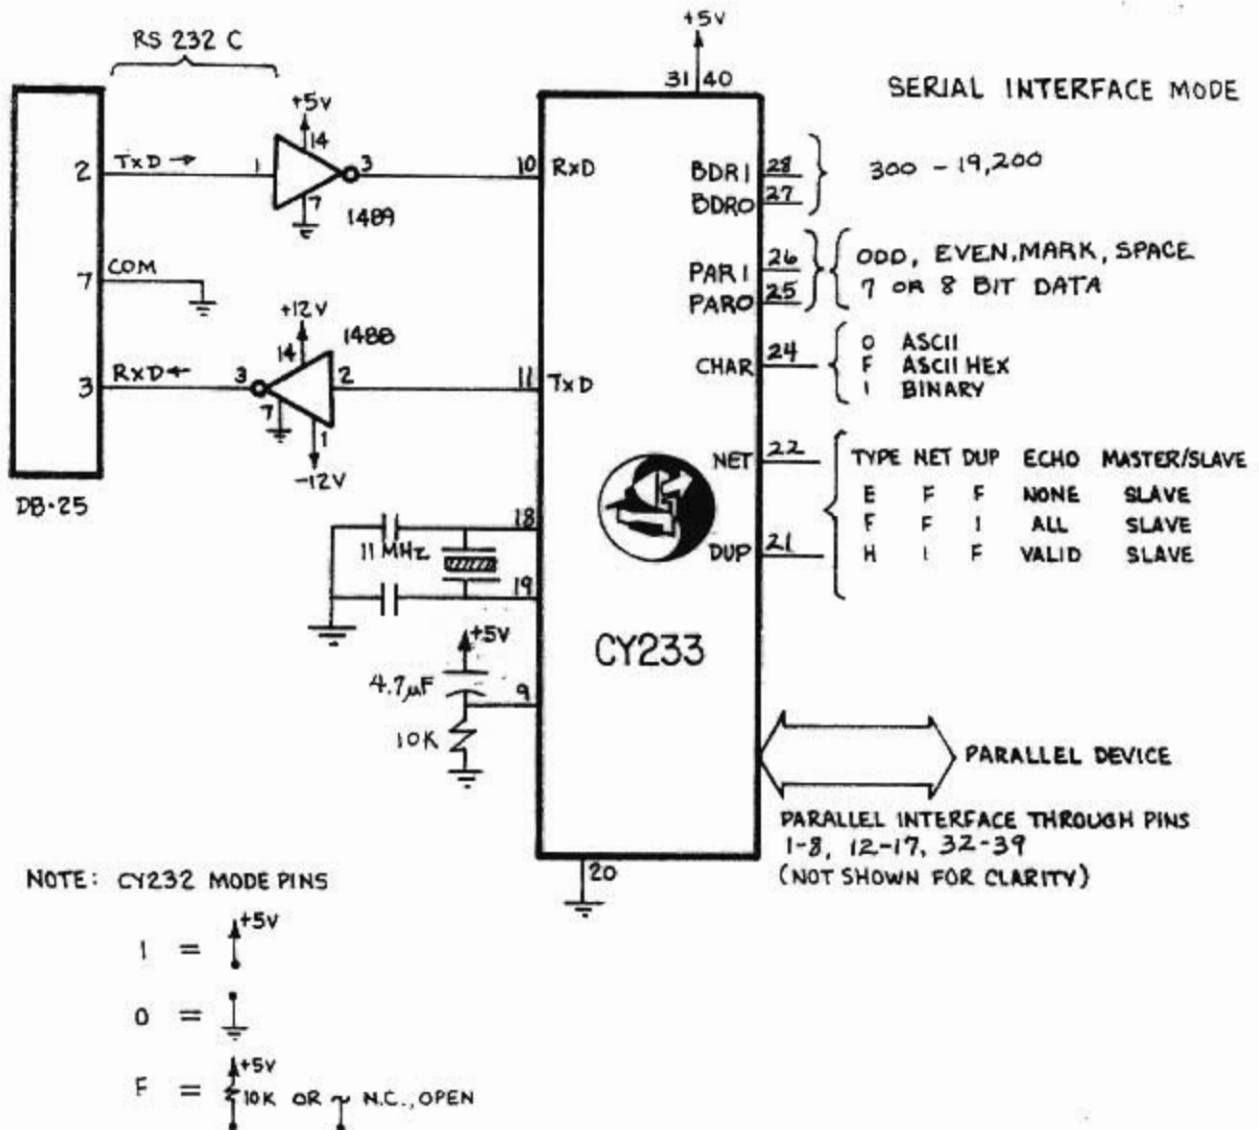 RS 232 C
+5V
31 40
SERIAL INTERFACE MODE
+5V
14
2 TxD → 1 3 10 RxD
7
1489
BDR1 28
BDR0 27
300 - 19,200
7 COM
PAR1 26
PAR0 25
ODD, EVEN, MARK, SPACE
7 OR 8 BIT DATA
+12V
1488
14
3 RxD ← 3 2 11 TxD
7
1
-12V
DB-25
CHAR 24
0 ASCII
F ASCII HEX
1 BINARY
NET 22
DUP 21
TYPE NET DUP ECHO MASTER/SLAVE
E F F NONE SLAVE
F F 1 ALL SLAVE
H 1 F VALID SLAVE
18
11 MHz
19
+5V
4.7µF
9
10K
CY233
PARALLEL DEVICE
PARALLEL INTERFACE THROUGH PINS
1-8, 12-17, 32-39
(NOT SHOWN FOR CLARITY)
20
NOTE: CY232 MODE PINS
1 = +5V
0 =
F = +5V
10K OR ~ N.C., OPEN